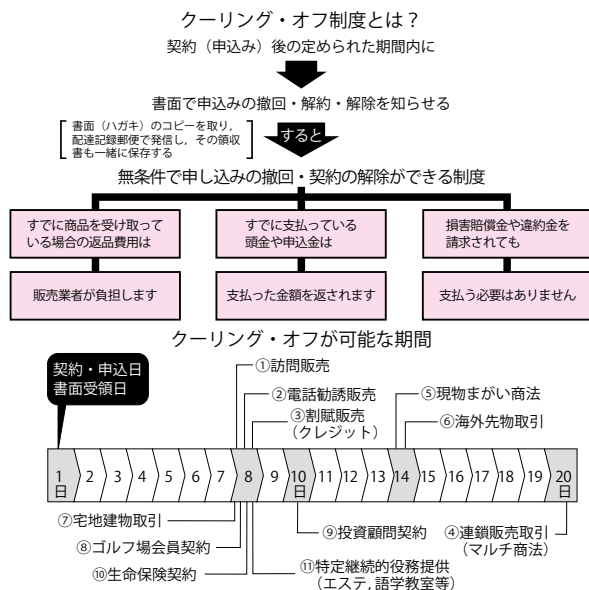 クーリング・オフ制度とは？
契約（申込み）後の定められた期間内に
書面で申込みの撤回・解約・解除を知らせる
書面（ハガキ）のコピーを取り，
配達記録郵便で発信し，その領収
書も一緒に保存する
すると
無条件で申し込みの撤回・契約の解除ができる制度
すでに商品を受け取って
いる場合の返品費用は
すでに支払っている
頭金や申込金は
損害賠償金や違約金を
請求されても
販売業者が負担します
支払った金額を返されます
支払う必要はありません
クーリング・オフが可能な期間
契約・申込日
書面受領日
①訪問販売
②電話勧誘販売
③割賦販売
（クレジット）
⑤現物まがい商法
⑥海外先物取引
1日 2 3 4 5 6 7 8 9 10日 11 12 13 14 15 16 17 18 19 20日
⑦宅地建物取引
⑧ゴルフ場会員契約
⑩生命保険契約
⑨投資顧問契約
⑪特定継続的役務提供
（エステ，語学教室等）
④連鎖販売取引
（マルチ商法）